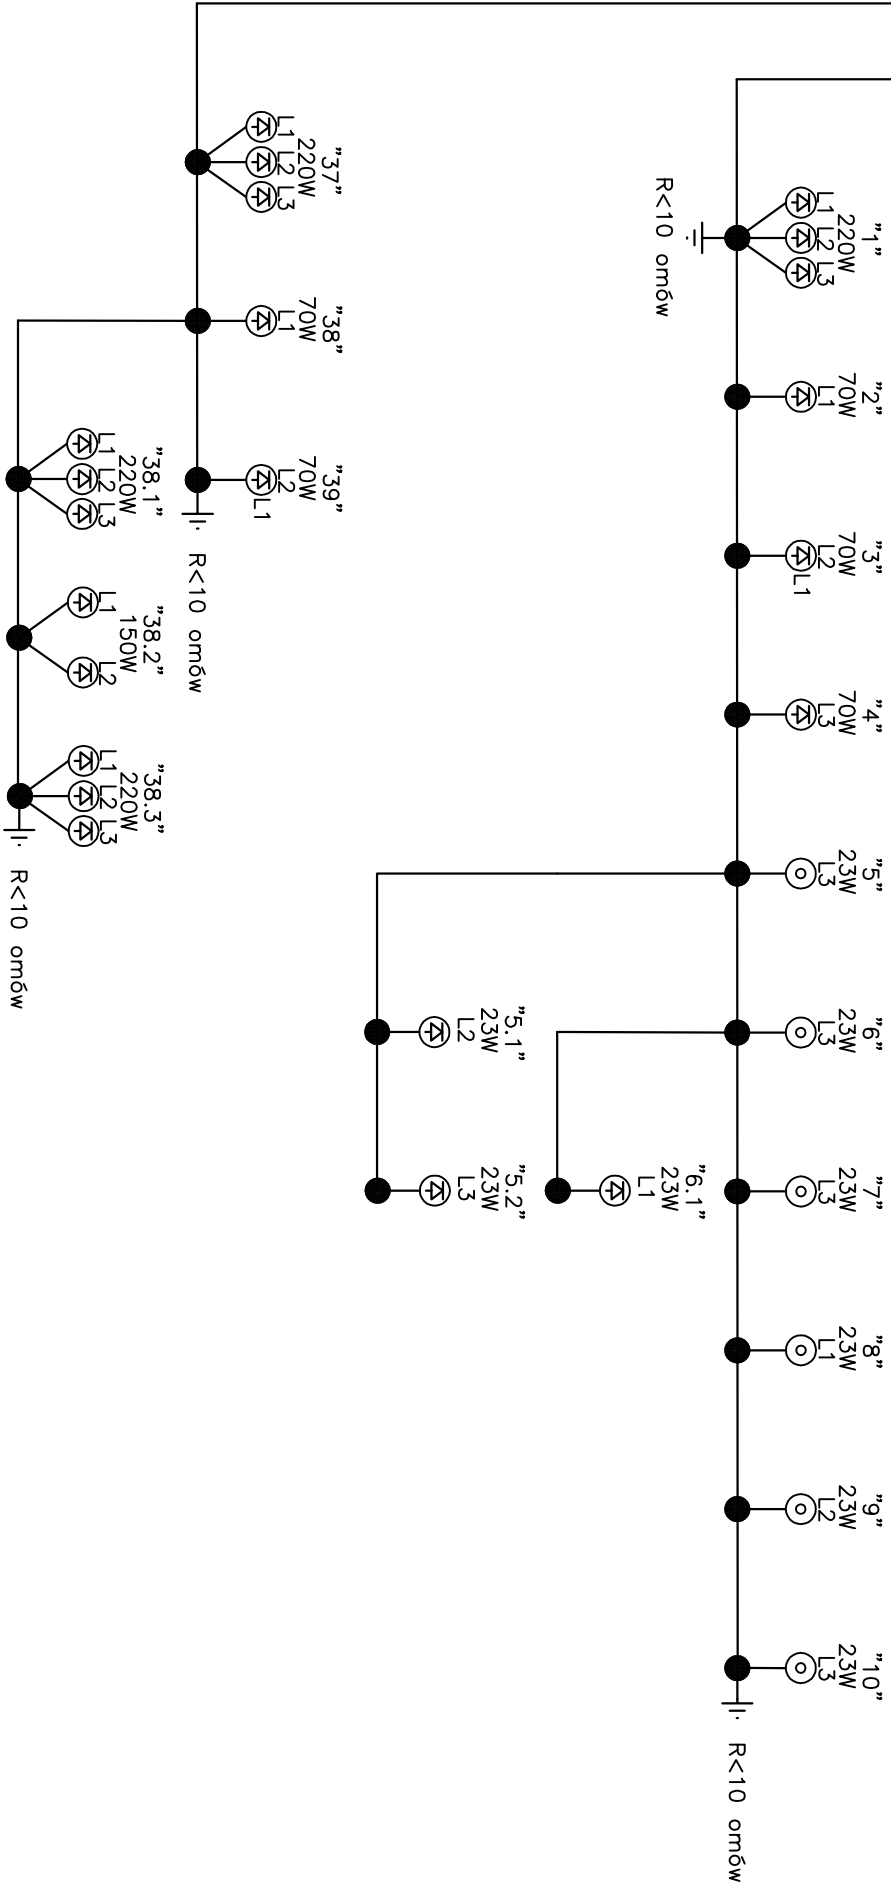 "1"
220W
L1
L2
L3
R<10 omów
"2"
70W
L1
"3"
70W
L2
L1
"4"
70W
L3
"5"
23W
L3
"6"
23W
L3
"7"
23W
L3
"8"
23W
L1
"9"
23W
L2
"10"
23W
L3
R<10 omów
"6.1"
23W
L1
"5.1"
23W
L2
"5.2"
23W
L3
"37"
220W
L1
L2
L3
"38"
70W
L1
"39"
70W
L2
L1
R<10 omów
"38.1"
220W
L1
L2
L3
"38.2"
150W
L1
L2
"38.3"
220W
L1
L2
L3
R<10 omów